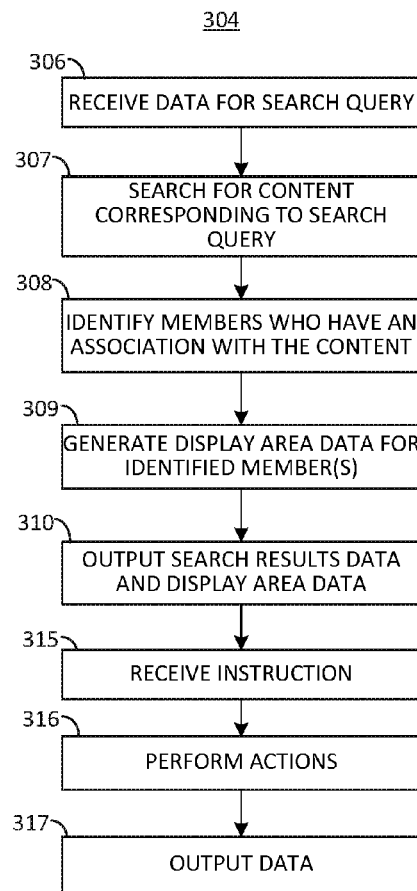 304
306
RECEIVE DATA FOR SEARCH QUERY
307
SEARCH FOR CONTENT
CORRESPONDING TO SEARCH
QUERY
308
IDENTIFY MEMBERS WHO HAVE AN
ASSOCIATION WITH THE CONTENT
309
GENERATE DISPLAY AREA DATA FOR
IDENTIFIED MEMBER(S)
310
OUTPUT SEARCH RESULTS DATA
AND DISPLAY AREA DATA
315
RECEIVE INSTRUCTION
316
PERFORM ACTIONS
317
OUTPUT DATA